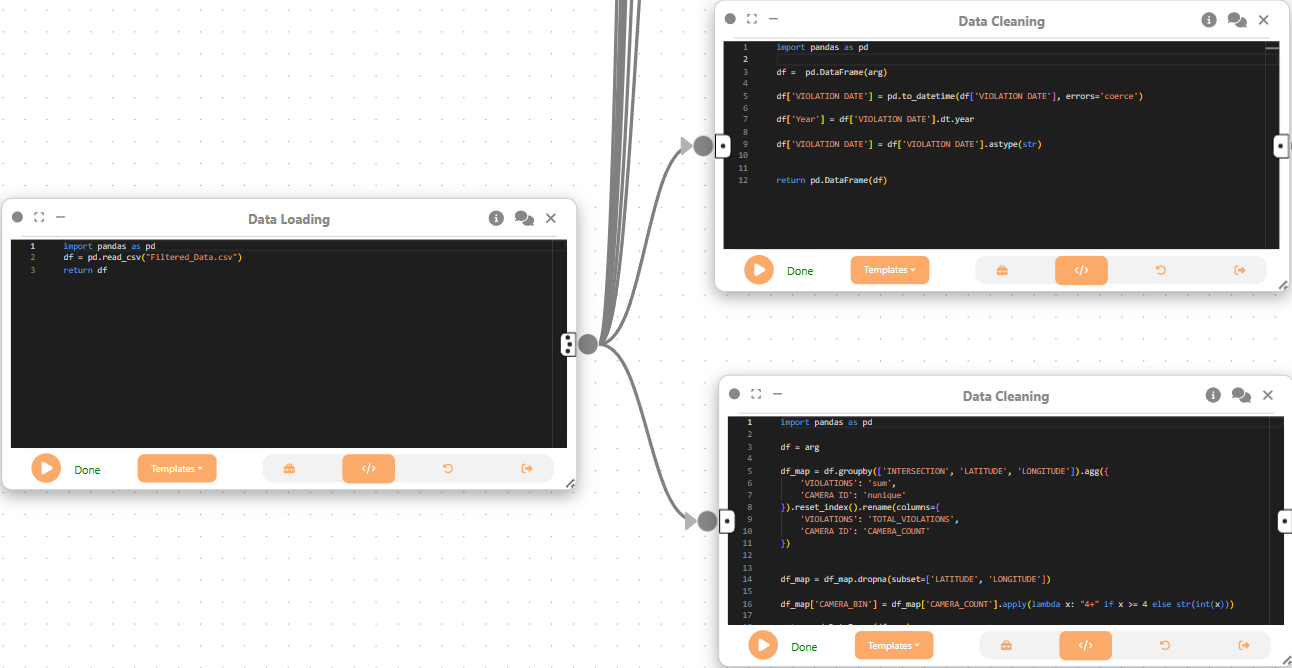 Data Loading
1 import pandas as pd
2 df = pd.read_csv("Filtered_Data.csv")
3 return df
Done
Templates
</>
Data Cleaning
1 import pandas as pd
2
3 df =  pd.DataFrame(arg)
4
5 df['VIOLATION DATE'] = pd.to_datetime(df['VIOLATION DATE'], errors='coerce')
6
7 df['Year'] = df['VIOLATION DATE'].dt.year
8
9 df['VIOLATION DATE'] = df['VIOLATION DATE'].astype(str)
10
11
12 return pd.DataFrame(df)
Done
Templates
</>
Data Cleaning
1 import pandas as pd
2
3 df = arg
4
5 df_map = df.groupby(['INTERSECTION', 'LATITUDE', 'LONGITUDE']).agg({
6 'VIOLATIONS': 'sum',
7 'CAMERA ID': 'nunique'
8 }).reset_index().rename(columns={
9 'VIOLATIONS': 'TOTAL_VIOLATIONS',
10 'CAMERA ID': 'CAMERA_COUNT'
11 })
12
13
14 df_map = df_map.dropna(subset=['LATITUDE', 'LONGITUDE'])
15
16 df_map['CAMERA_BIN'] = df_map['CAMERA_COUNT'].apply(lambda x: "4+" if x >= 4 else str(int(x)))
17
Done
Templates
</>